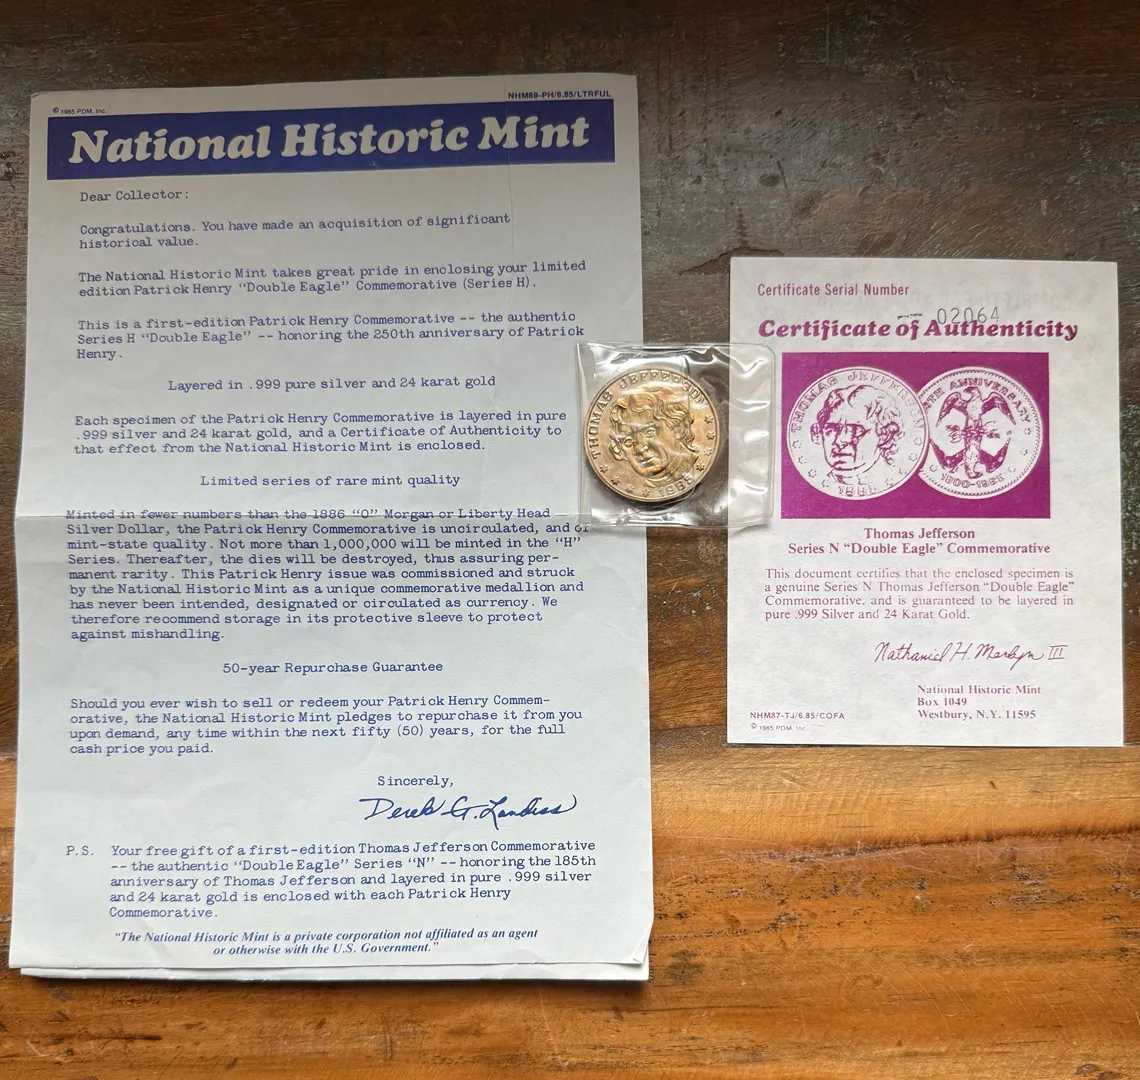 © 1985 PDM, Inc.
NHM89-PH/6.85/LTRFUL
National Historic Mint
Dear Collector:
Congratulations. You have made an acquisition of significant
historical value.
The National Historic Mint takes great pride in enclosing your limited
edition Patrick Henry "Double Eagle" Commemorative (Series H).
This is a first-edition Patrick Henry Commemorative -- the authentic
Series H "Double Eagle" -- honoring the 250th anniversary of Patrick
Henry.
Layered in .999 pure silver and 24 karat gold
Each specimen of the Patrick Henry Commemorative is layered in pure
.999 silver and 24 karat gold, and a Certificate of Authenticity to
that effect from the National Historic Mint is enclosed.
Limited series of rare mint quality
Minted in fewer numbers than the 1886 "O" Morgan or Liberty Head
Silver Dollar, the Patrick Henry Commemorative is uncirculated, and of
mint-state quality. Not more than 1,000,000 will be minted in the "H"
Series. Thereafter, the dies will be destroyed, thus assuring per-
manent rarity. This Patrick Henry issue was commissioned and struck
by the National Historic Mint as a unique commemorative medallion and
has never been intended, designated or circulated as currency. We
therefore recommend storage in its protective sleeve to protect
against mishandling.
50-year Repurchase Guarantee
Should you ever wish to sell or redeem your Patrick Henry Commem-
orative, the National Historic Mint pledges to repurchase it from you
upon demand, any time within the next fifty (50) years, for the full
cash price you paid.
Sincerely,
Derek G. Landiss
P.S. Your free gift of a first-edition Thomas Jefferson Commemorative
-- the authentic "Double Eagle" Series "N" -- honoring the 185th
anniversary of Thomas Jefferson and layered in pure .999 silver
and 24 karat gold is enclosed with each Patrick Henry
Commemorative.
"The National Historic Mint is a private corporation not affiliated as an agent
or otherwise with the U.S. Government."
THOMAS JEFFERSON
1985
Certificate Serial Number
02064
Certificate of Authenticity
THOMAS JEFFERSON
1985
ANNIVERSARY
1800-1985
Thomas Jefferson
Series N "Double Eagle" Commemorative
This document certifies that the enclosed specimen is
a genuine Series N Thomas Jefferson "Double Eagle"
Commemorative, and is guaranteed to be layered in
pure .999 Silver and 24 Karat Gold.
Nathaniel H. Marlyn III
National Historic Mint
Box 1049
Westbury, N.Y. 11595
NHM87-TJ/6.85/COFA
© 1985 PDM, Inc.